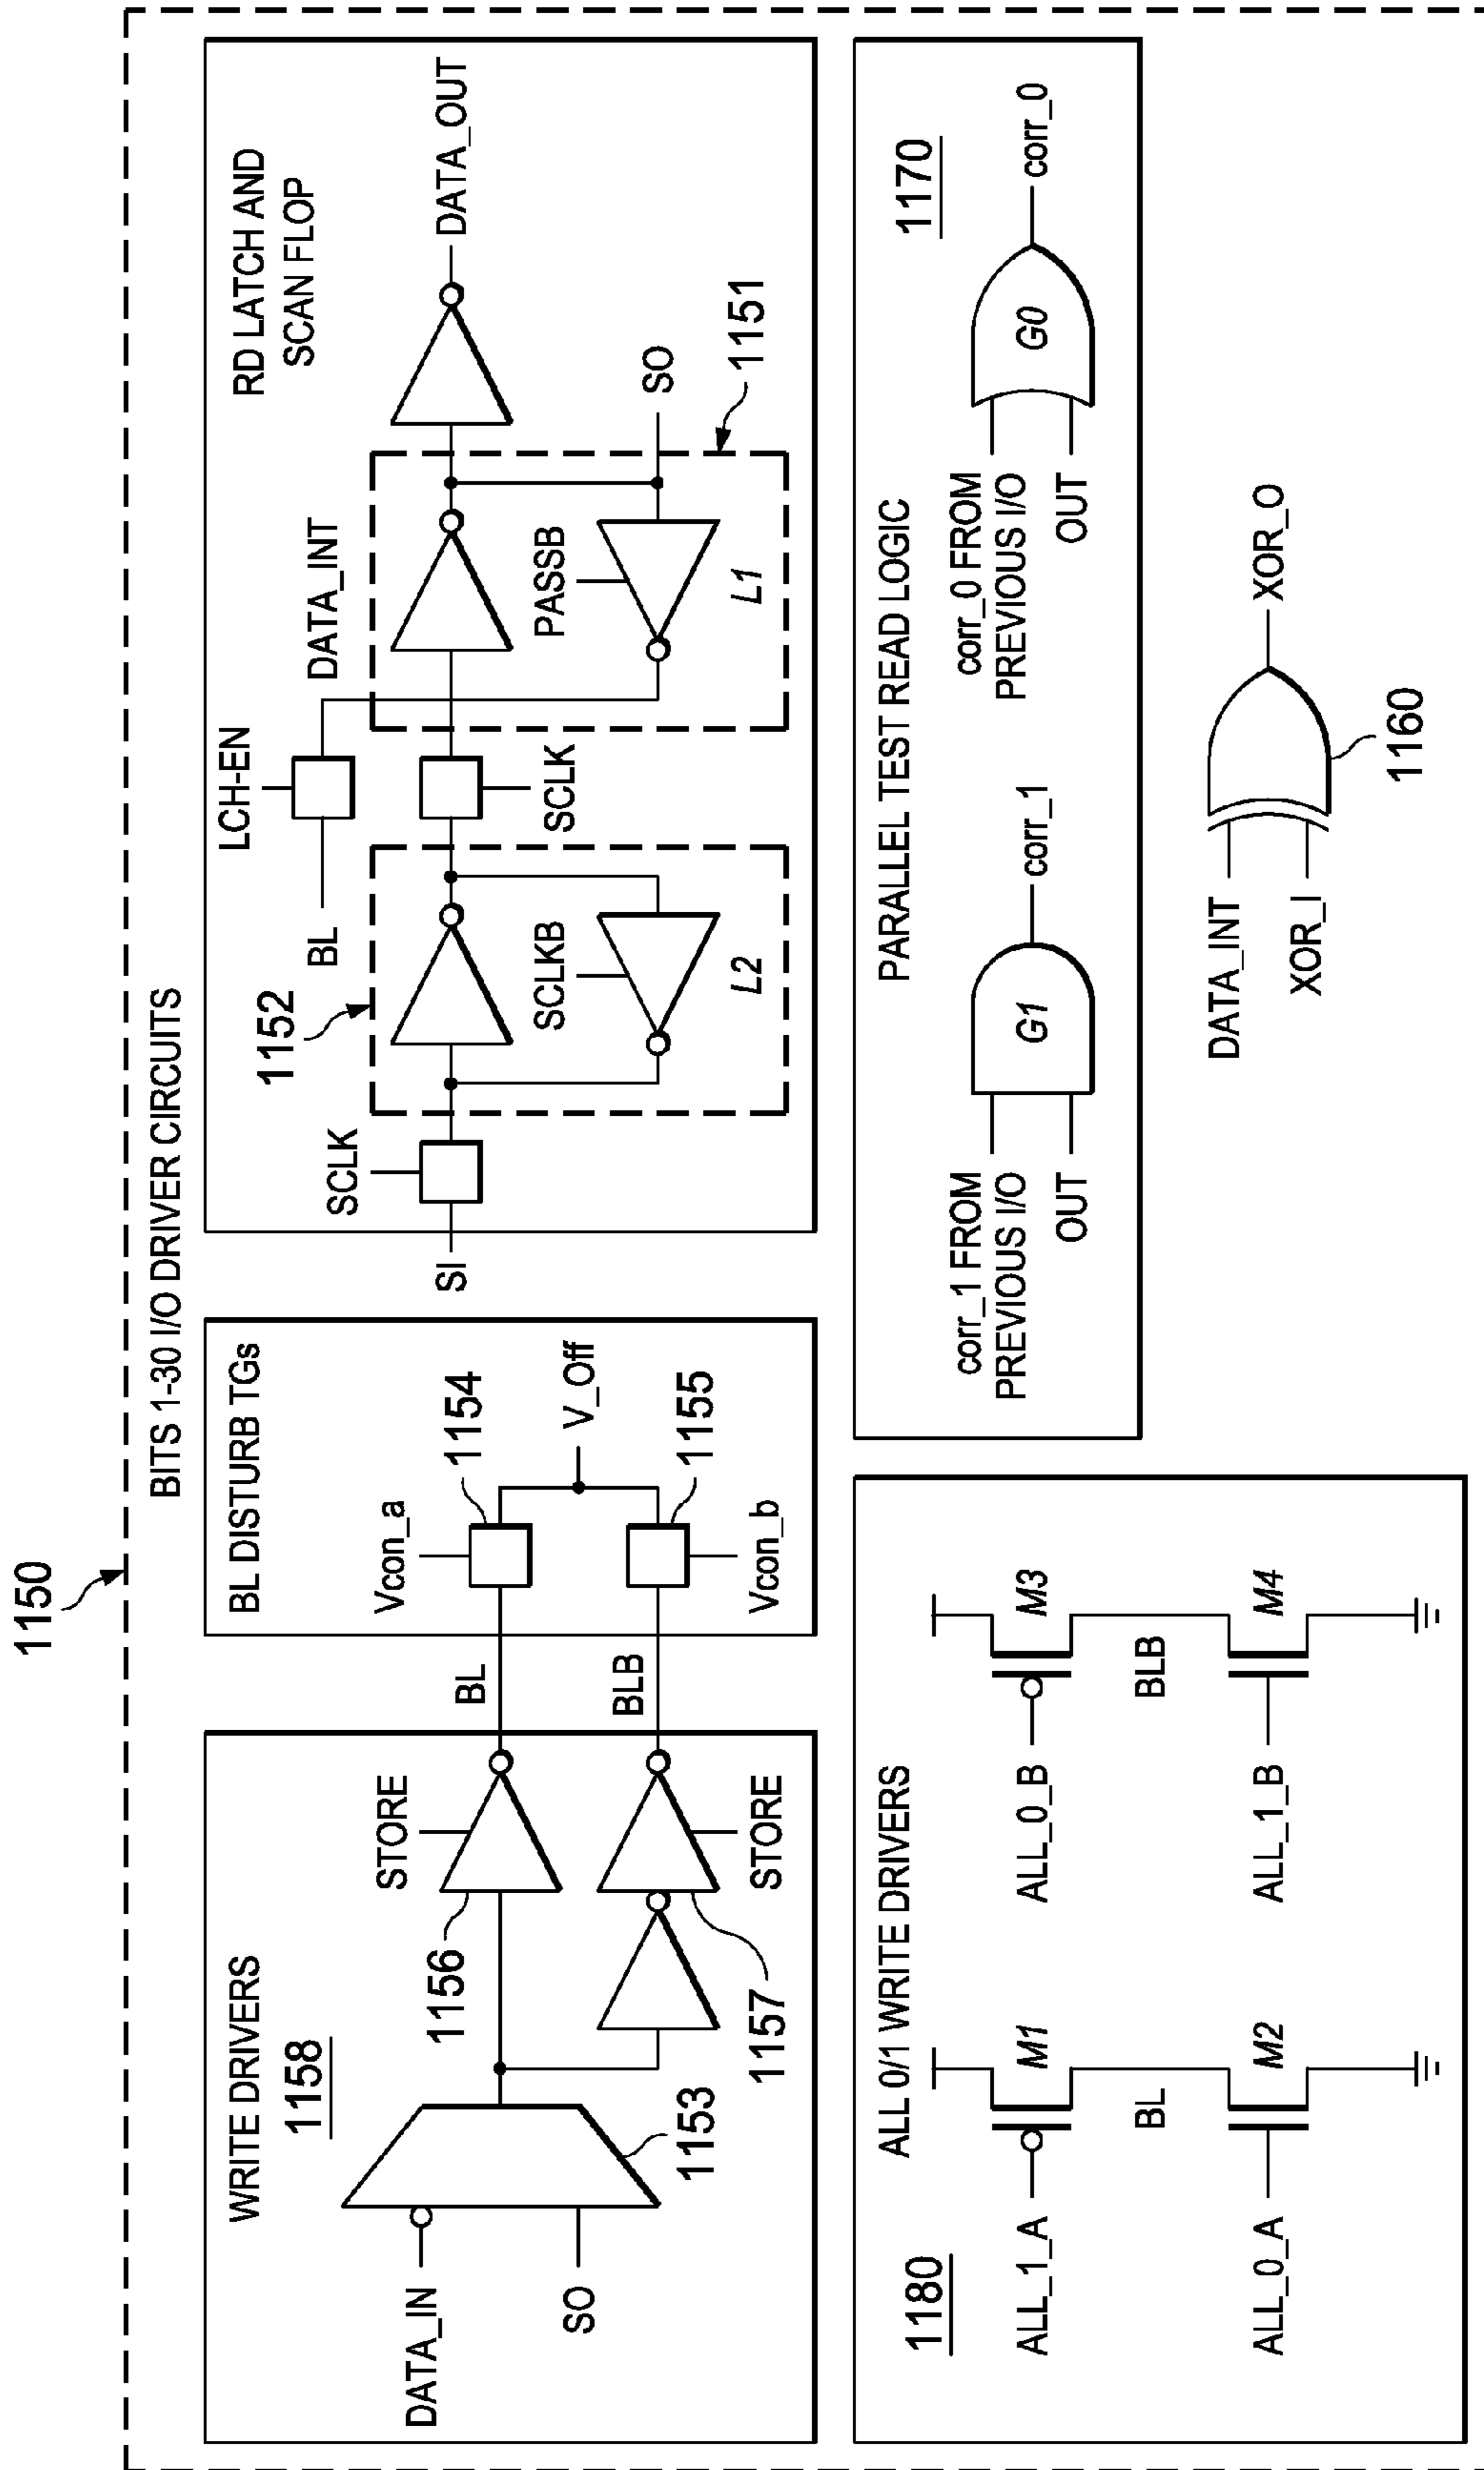 1150
BITS 1-30 I/O DRIVER CIRCUITS
WRITE DRIVERS
1158
DATA_IN
SO
1153
1156
STORE
1157
STORE
BL
BLB
BL DISTURB TGs
Vcon_a
1154
V_Off
1155
Vcon_b
RD LATCH AND
SCAN FLOP
SI
SCLK
1152
SCLKB
L2
BL
LCH-EN
SCLK
DATA_INT
PASSB
L1
SO
1151
DATA_OUT
ALL 0/1 WRITE DRIVERS
1180
ALL_1_A
M1
BL
ALL_0_A
M2
ALL_0_B
M3
BLB
ALL_1_B
M4
PARALLEL TEST READ LOGIC
1170
corr_1 FROM
PREVIOUS I/O
OUT
G1
corr_1
corr_0 FROM
PREVIOUS I/O
OUT
G0
corr_0
DATA_INT
XOR_I
XOR_O
1160